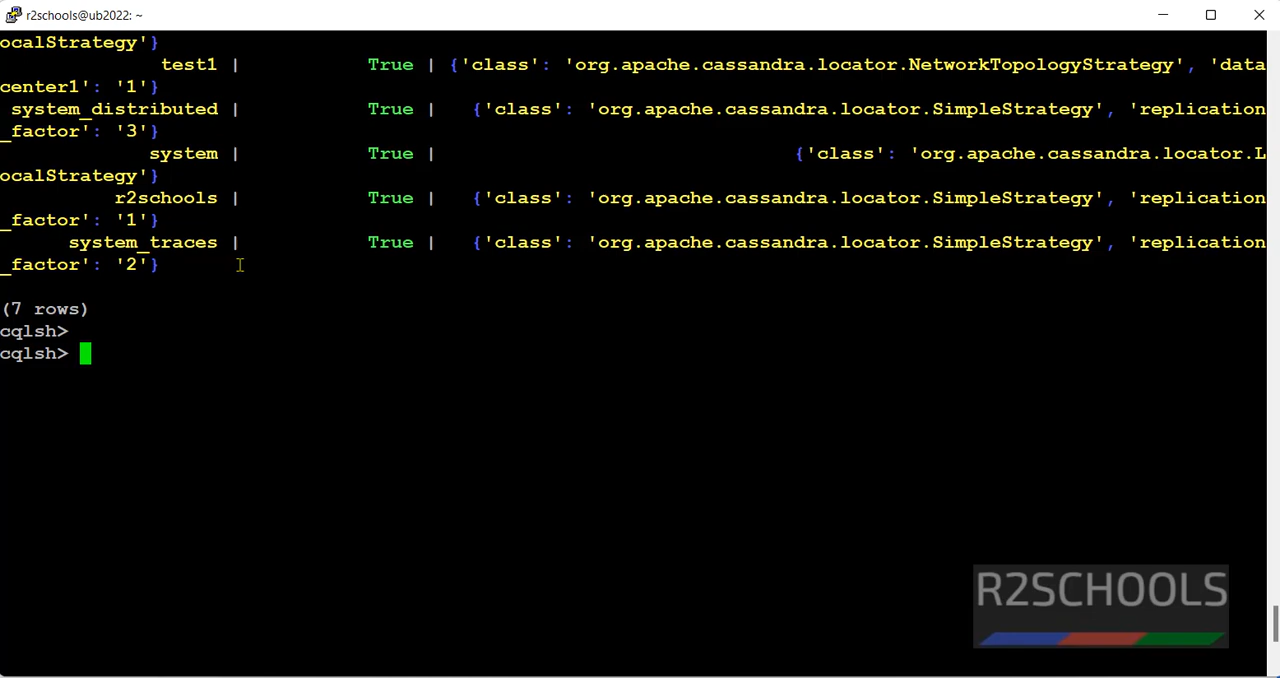 r2schools@ub2022: ~
ocalStrategy'}
test1 | True | {'class': 'org.apache.cassandra.locator.NetworkTopologyStrategy', 'data
center1': '1'}
system_distributed | True | {'class': 'org.apache.cassandra.locator.SimpleStrategy', 'replication
_factor': '3'}
system | True | {'class': 'org.apache.cassandra.locator.L
ocalStrategy'}
r2schools | True | {'class': 'org.apache.cassandra.locator.SimpleStrategy', 'replication
_factor': '1'}
system_traces | True | {'class': 'org.apache.cassandra.locator.SimpleStrategy', 'replication
_factor': '2'}
(7 rows)
cqlsh>
cqlsh>
R2SCHOOLS